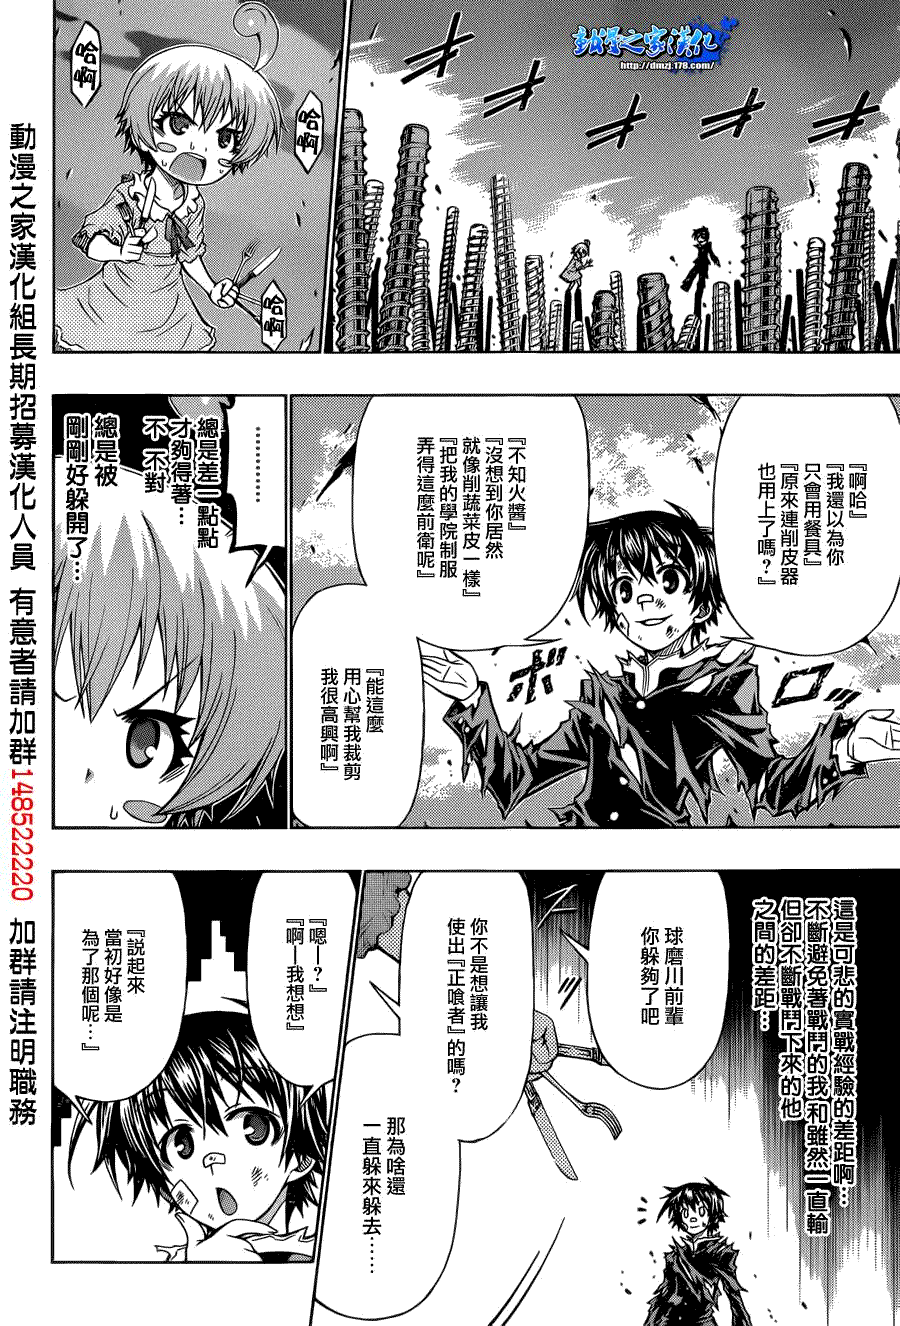 動漫之家漢化
http://dmzj.178.com/
哈啊
哈啊
哈啊
動漫之家漢化組長期招募漢化人員 有意者請加群148522220 加群請注明職務
『啊哈』
『我還以為你
只會用餐具』
『原來連削皮器
也用上了嗎?』
『不知火醬』
『沒想到你居然
就像削蔬菜皮一樣』
『把我的學院制服
弄得這麼前衛呢』
『能這麼
用心幫我裁剪
我很高興啊』
ボロ
…………
總是差一點點
才夠得著…
不 不對
總是被
剛剛好躲開了…
這是可悲的實戰經驗的差距啊…
不斷避免著戰鬥的我和雖然一直輸
但卻不斷戰鬥下來的他
之間的差距…
球磨川前輩
你躲夠了吧
你不是想讓我
使出『正喰者』的嗎?
那為啥還
一直躲來躲去……
『嗯—?』
『啊—我想想』
『說起來
當初好像是
為了那個呢…』